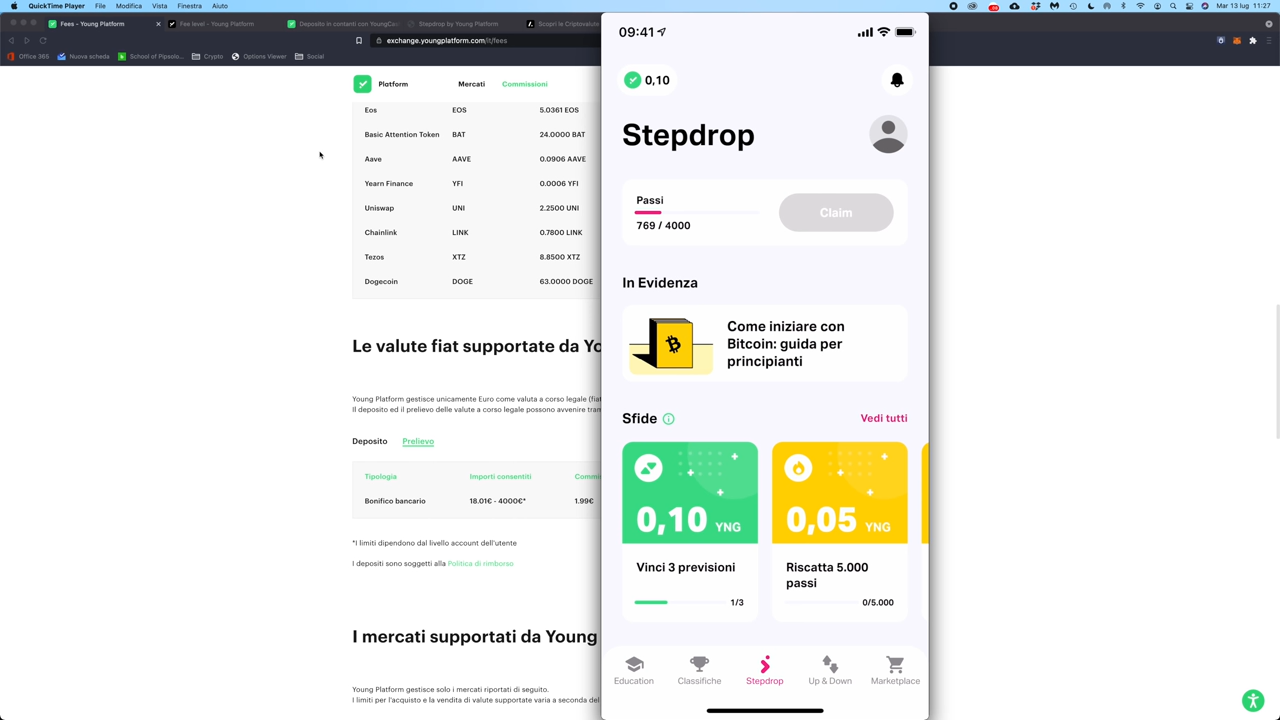 QuickTime Player File Modifica Vista Finestra Aiuto
Mar 13 lug 11:27
Fees – Young Platform
Fee level – Young Platform
Deposito in contanti con YoungCas
Stepdrop by Young Platform
Scopri le Criptovalute
exchange.youngplatform.com/it/fees
Office 365 Nuova scheda School of Pipsolo... Crypto Options Viewer Social
Platform Mercati Commissioni
Eos EOS 5.0361 EOS
Basic Attention Token BAT 24.0000 BAT
Aave AAVE 0.0906 AAVE
Yearn Finance YFI 0.0006 YFI
Uniswap UNI 2.2500 UNI
Chainlink LINK 0.7800 LINK
Tezos XTZ 8.8500 XTZ
Dogecoin DOGE 63.0000 DOGE
Le valute fiat supportate da Yo
Young Platform gestisce unicamente Euro come valuta a corso legale (fiat
Il deposito ed il prelievo delle valute a corso legale possono avvenire tram
Deposito Prelievo
Tipologia Importi consentiti Commi
Bonifico bancario 18.01€ - 4000€* 1.99€
*I limiti dipendono dal livello account dell'utente
I depositi sono soggetti alla Politica di rimborso
I mercati supportati da Young
Young Platform gestisce solo i mercati riportati di seguito.
I limiti per l'acquisto e la vendita di valute supportate varia a seconda del
09:41
0,10
Stepdrop
Passi
769 / 4000
Claim
In Evidenza
Come iniziare con
Bitcoin: guida per
principianti
Sfide
Vedi tutti
0,10 YNG
Vinci 3 previsioni
1/3
0,05 YNG
Riscatta 5.000
passi
0/5.000
Education Classifiche Stepdrop Up & Down Marketplace